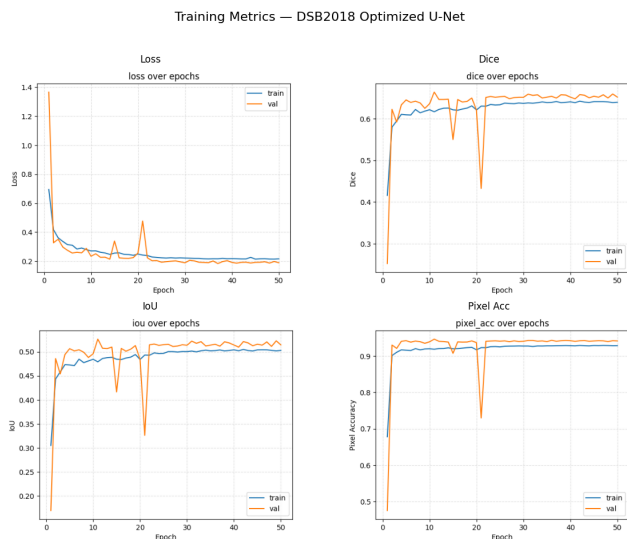 Training Metrics — DSB2018 Optimized U-Net
Loss
loss over epochs
1.4
1.2
1.0
0.8
0.6
0.4
0.2
Loss
0 10 20 30 40 50
Epoch
train
val
Dice
dice over epochs
0.6
0.5
0.4
0.3
Dice
0 10 20 30 40 50
Epoch
train
val
IoU
iou over epochs
0.50
0.45
0.40
0.35
0.30
0.25
0.20
IoU
0 10 20 30 40 50
Epoch
train
val
Pixel Acc
pixel_acc over epochs
0.9
0.8
0.7
0.6
0.5
Pixel Accuracy
0 10 20 30 40 50
Epoch
train
val